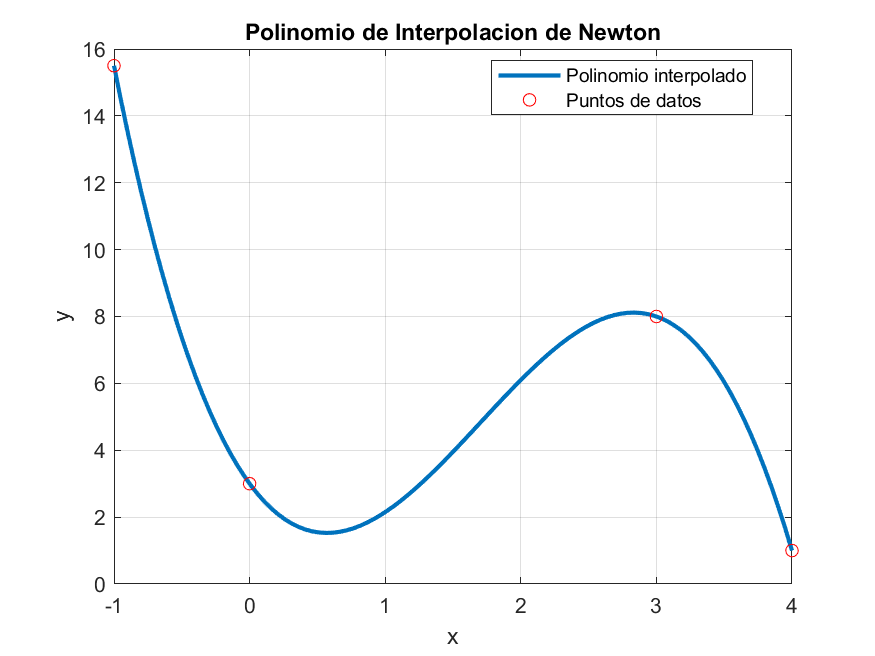 Polinomio de Interpolacion de Newton
Polinomio interpolado
Puntos de datos
16
14
12
10
8
6
4
2
0
y
-1 0 1 2 3 4
x